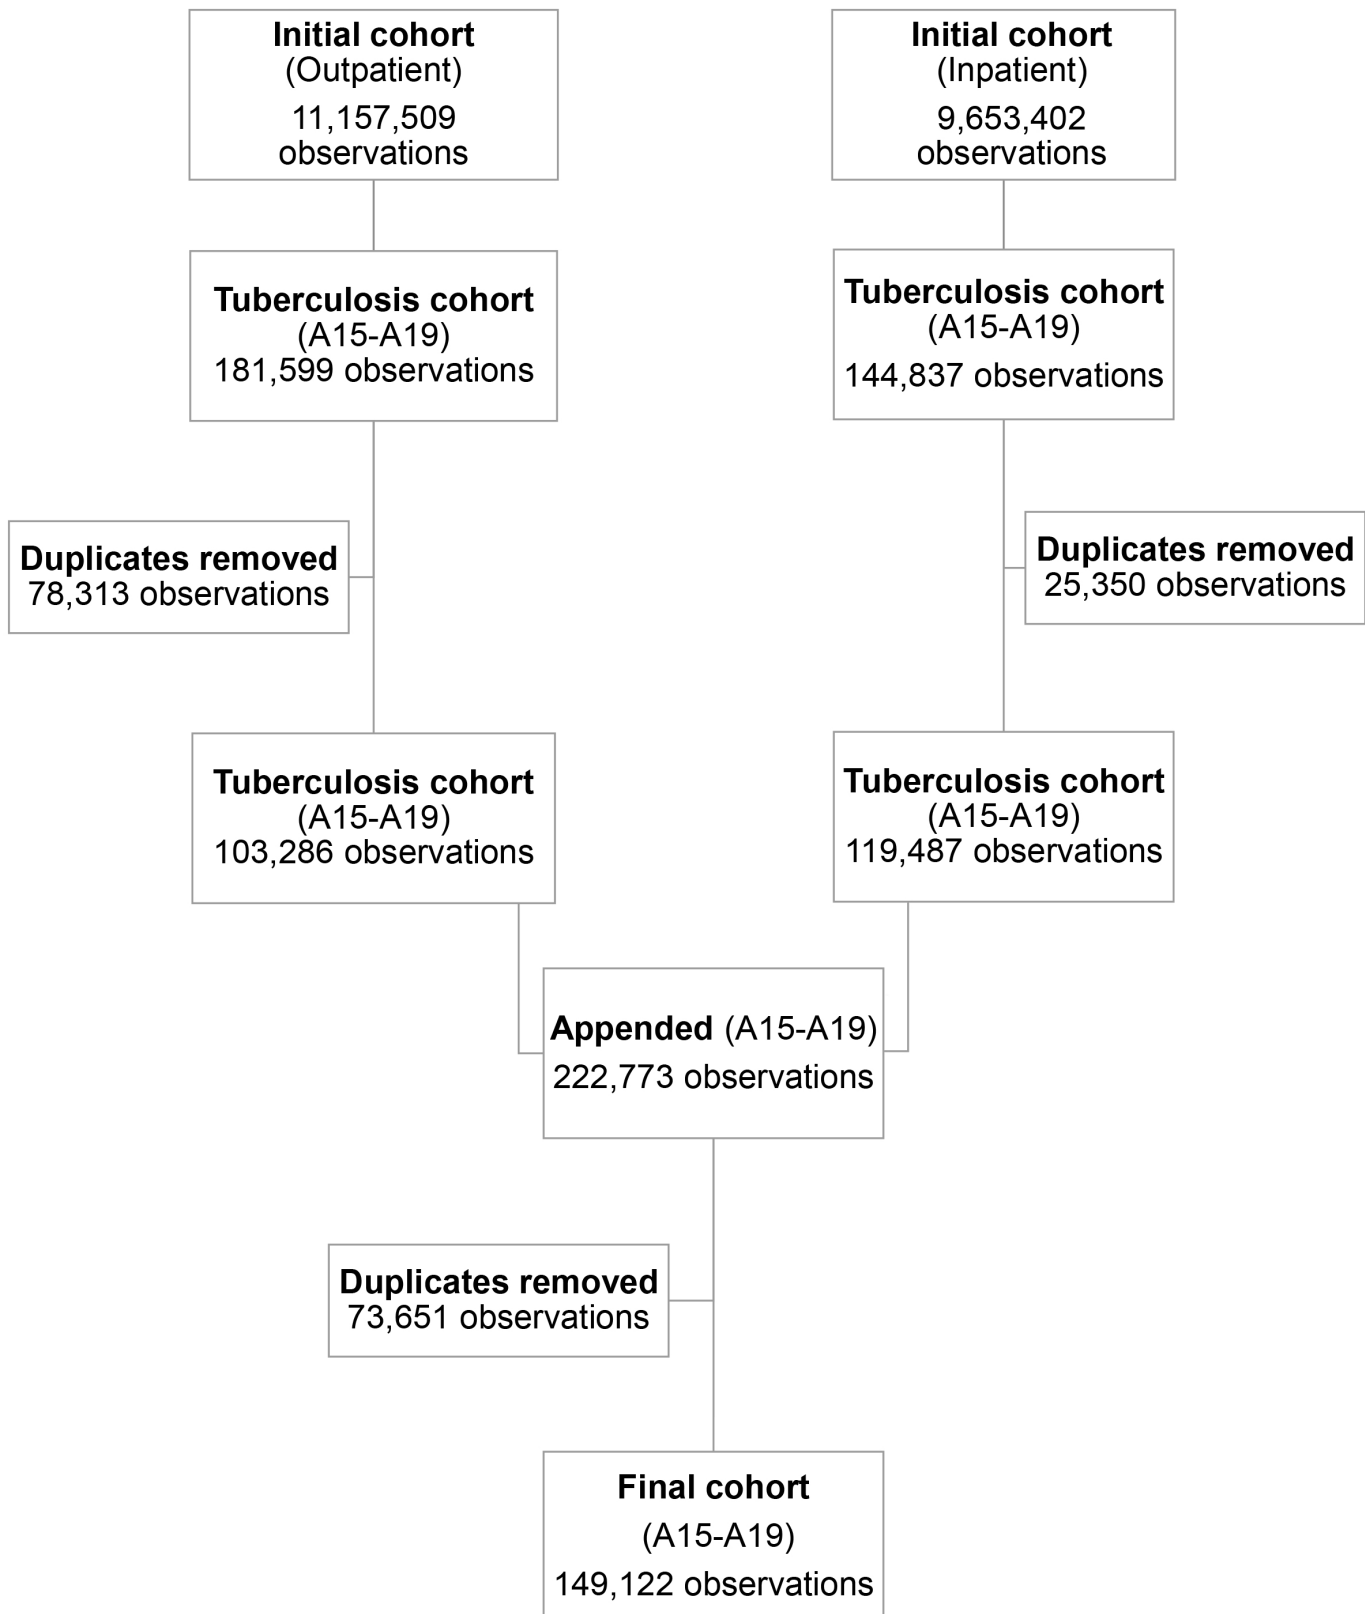 Initial cohort
(Outpatient)
11,157,509
observations
Initial cohort
(Inpatient)
9,653,402
observations
Tuberculosis cohort
(A15-A19)
181,599 observations
Tuberculosis cohort
(A15-A19)
144,837 observations
Duplicates removed
78,313 observations
Duplicates removed
25,350 observations
Tuberculosis cohort
(A15-A19)
103,286 observations
Tuberculosis cohort
(A15-A19)
119,487 observations
Appended (A15-A19)
222,773 observations
Duplicates removed
73,651 observations
Final cohort
(A15-A19)
149,122 observations